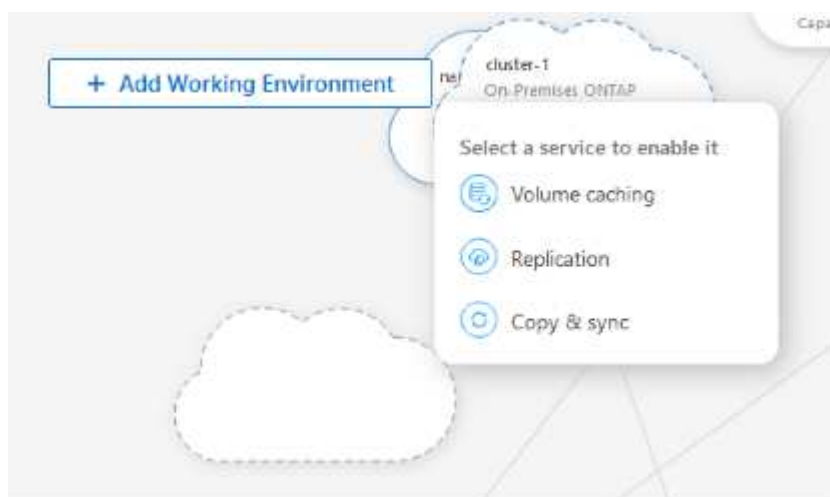 + Add Working Environment
cluster-1
On-Premises ONTAP
Select a service to enable it
Volume caching
Replication
Copy & sync